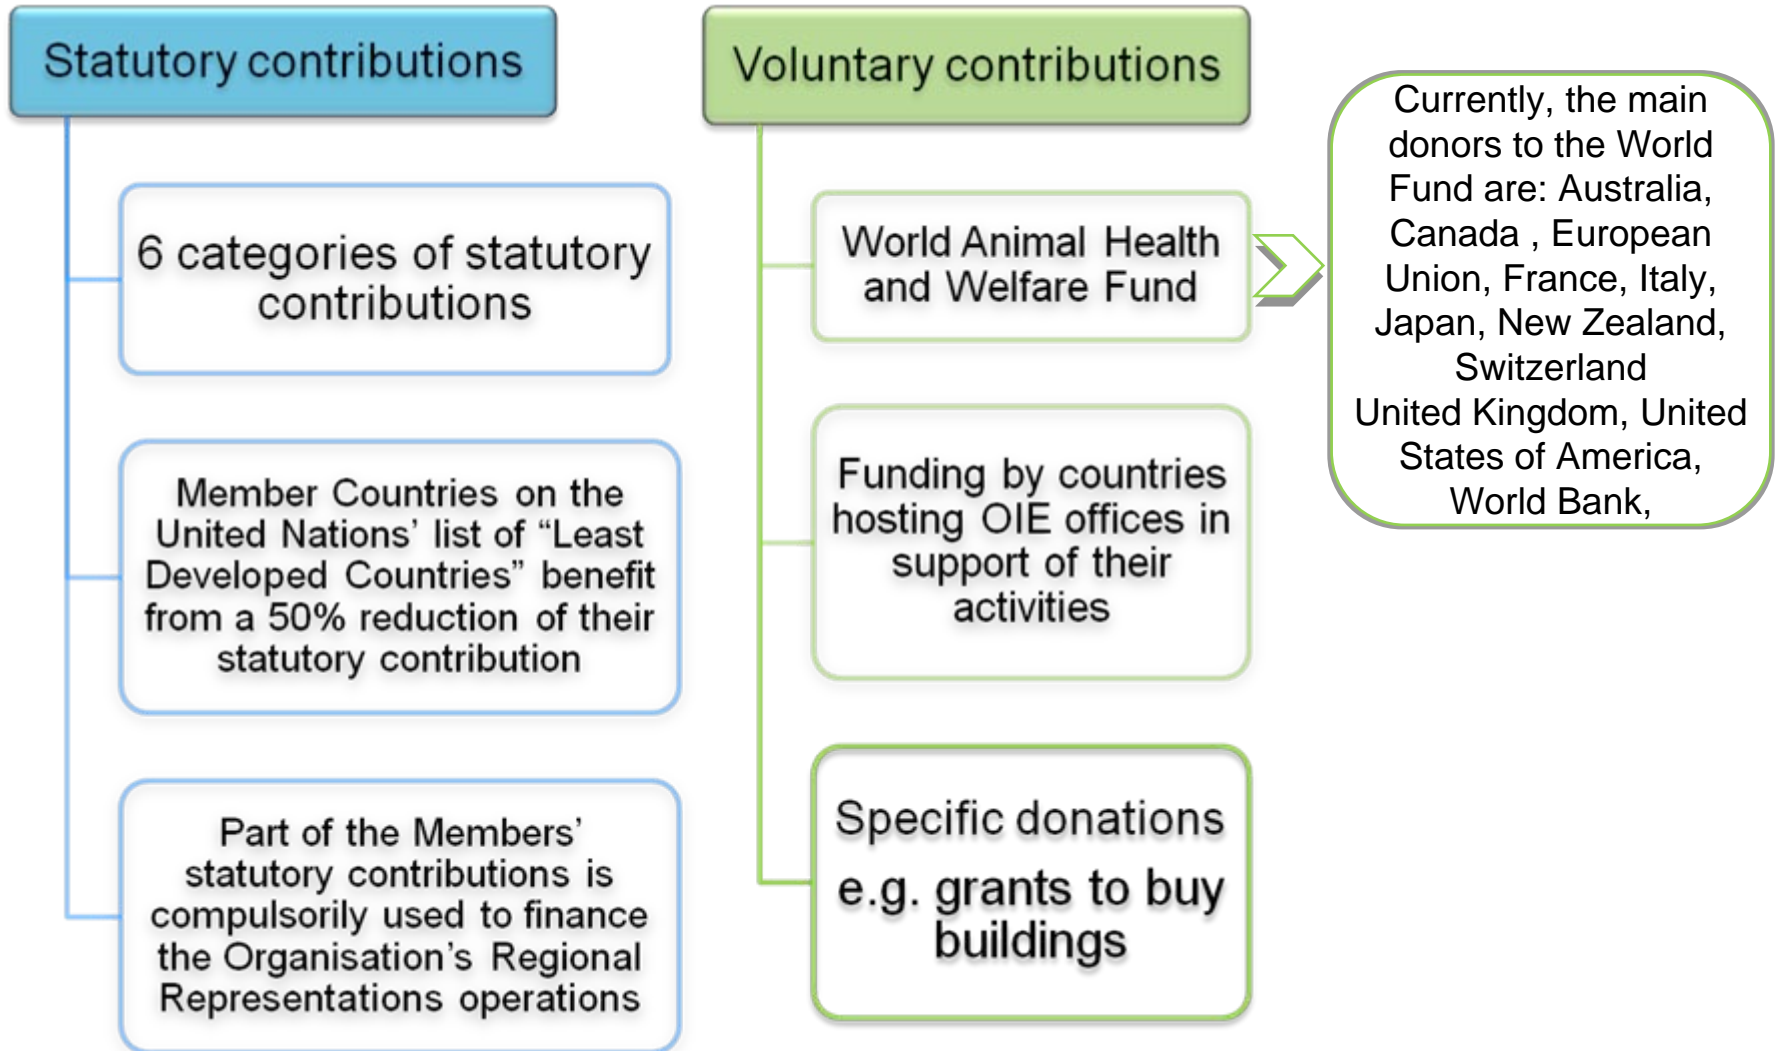 Statutory contributions
6 categories of statutory
contributions
Member Countries on the
United Nations’ list of “Least
Developed Countries” benefit
from a 50% reduction of their
statutory contribution
Part of the Members’
statutory contributions is
compulsorily used to finance
the Organisation’s Regional
Representations operations
Voluntary contributions
World Animal Health
and Welfare Fund
Funding by countries
hosting OIE offices in
support of their
activities
Specific donations
e.g. grants to buy
buildings
Currently, the main
donors to the World
Fund are: Australia,
Canada , European
Union, France, Italy,
Japan, New Zealand,
Switzerland
United Kingdom, United
States of America,
World Bank,